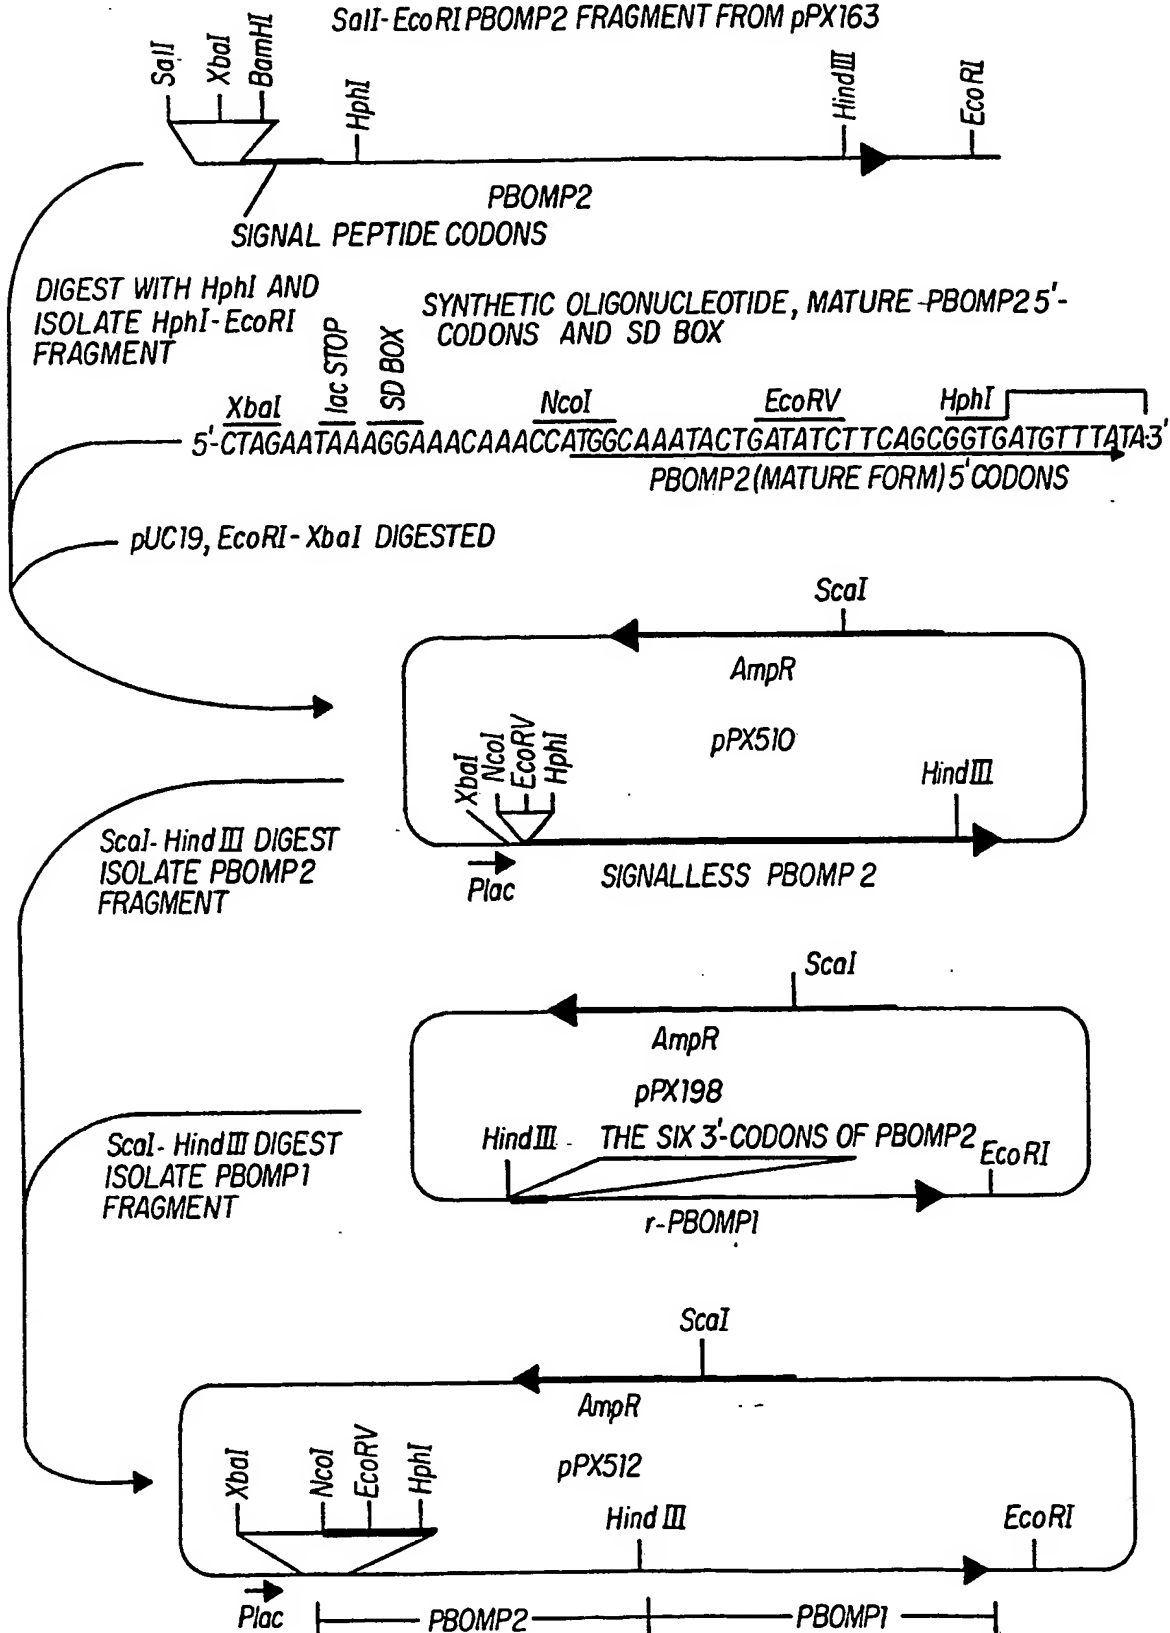 SalI-EcoRI PBOMP2 FRAGMENT FROM pPX163
SalI
XbaI
BamHI
HphI
HindIII
EcoRI
PBOMP2
SIGNAL PEPTIDE CODONS
DIGEST WITH HphI AND
ISOLATE HphI-EcoRI
FRAGMENT
SYNTHETIC OLIGONUCLEOTIDE, MATURE-PBOMP2 5'-
CODONS AND SD BOX
lac STOP
SD BOX
XbaI
NcoI
EcoRV
HphI
5'-CTAGAATAAAGGAAACAAACCATGGCAAATACTGATATCTTCAGCGGTGATGTTTATA-3'
PBOMP2 (MATURE FORM) 5' CODONS
pUC19, EcoRI-XbaI DIGESTED
ScaI
AmpR
pPX510
XbaI
NcoI
EcoRV
HphI
HindIII
Plac
SIGNALLESS PBOMP 2
ScaI-Hind III DIGEST
ISOLATE PBOMP2
FRAGMENT
ScaI
AmpR
pPX198
HindIII
THE SIX 3'-CODONS OF PBOMP2
EcoRI
r-PBOMP1
ScaI-HindIII DIGEST
ISOLATE PBOMP1
FRAGMENT
ScaI
AmpR
pPX512
XbaI
NcoI
EcoRV
HphI
Hind III
EcoRI
Plac
PBOMP2
PBOMP1